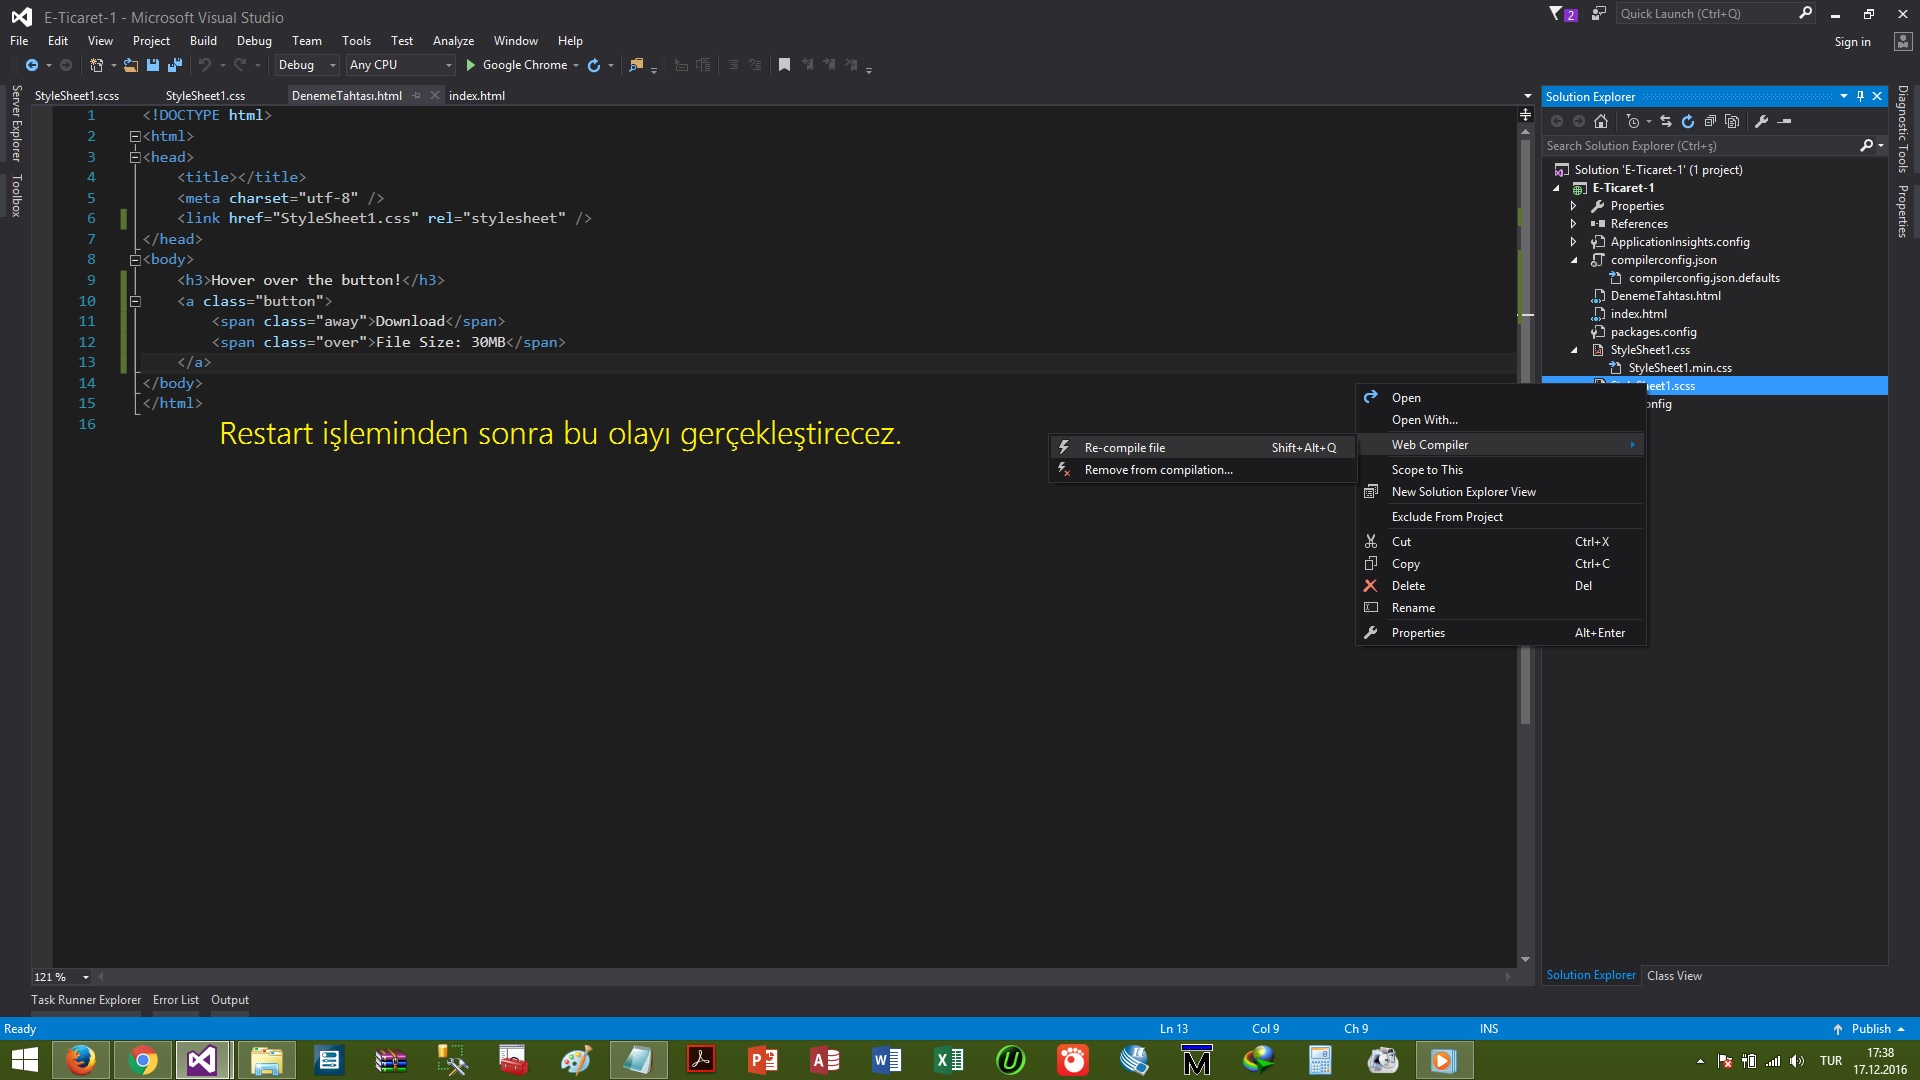 E-Ticaret-1 - Microsoft Visual Studio
2
Quick Launch (Ctrl+Q)
File Edit View Project Build Debug Team Tools Test Analyze Window Help
Sign in
Debug Any CPU Google Chrome
Server Explorer
Toolbox
StyleSheet1.scss StyleSheet1.css DenemeTahtası.html index.html
1 <!DOCTYPE html>
2 <html>
3 <head>
4 <title></title>
5 <meta charset="utf-8" />
6 <link href="StyleSheet1.css" rel="stylesheet" />
7 </head>
8 <body>
9 <h3>Hover over the button!</h3>
10 <a class="button">
11 <span class="away">Download</span>
12 <span class="over">File Size: 30MB</span>
13 </a>
14 </body>
15 </html>
16
Restart işleminden sonra bu olayı gerçekleştirecez.
Re-compile file Shift+Alt+Q
Remove from compilation...
Open
Open With...
Web Compiler
Scope to This
New Solution Explorer View
Exclude From Project
Cut Ctrl+X
Copy Ctrl+C
Delete Del
Rename
Properties Alt+Enter
Solution Explorer
Search Solution Explorer (Ctrl+ş)
Solution 'E-Ticaret-1' (1 project)
E-Ticaret-1
Properties
References
ApplicationInsights.config
compilerconfig.json
compilerconfig.json.defaults
DenemeTahtası.html
index.html
packages.config
StyleSheet1.css
StyleSheet1.min.css
StyleSheet1.scss
onfig
Solution Explorer Class View
Diagnostic Tools
Properties
121 %
Task Runner Explorer Error List Output
Ready Ln 13 Col 9 Ch 9 INS Publish
TUR
17:38
17.12.2016